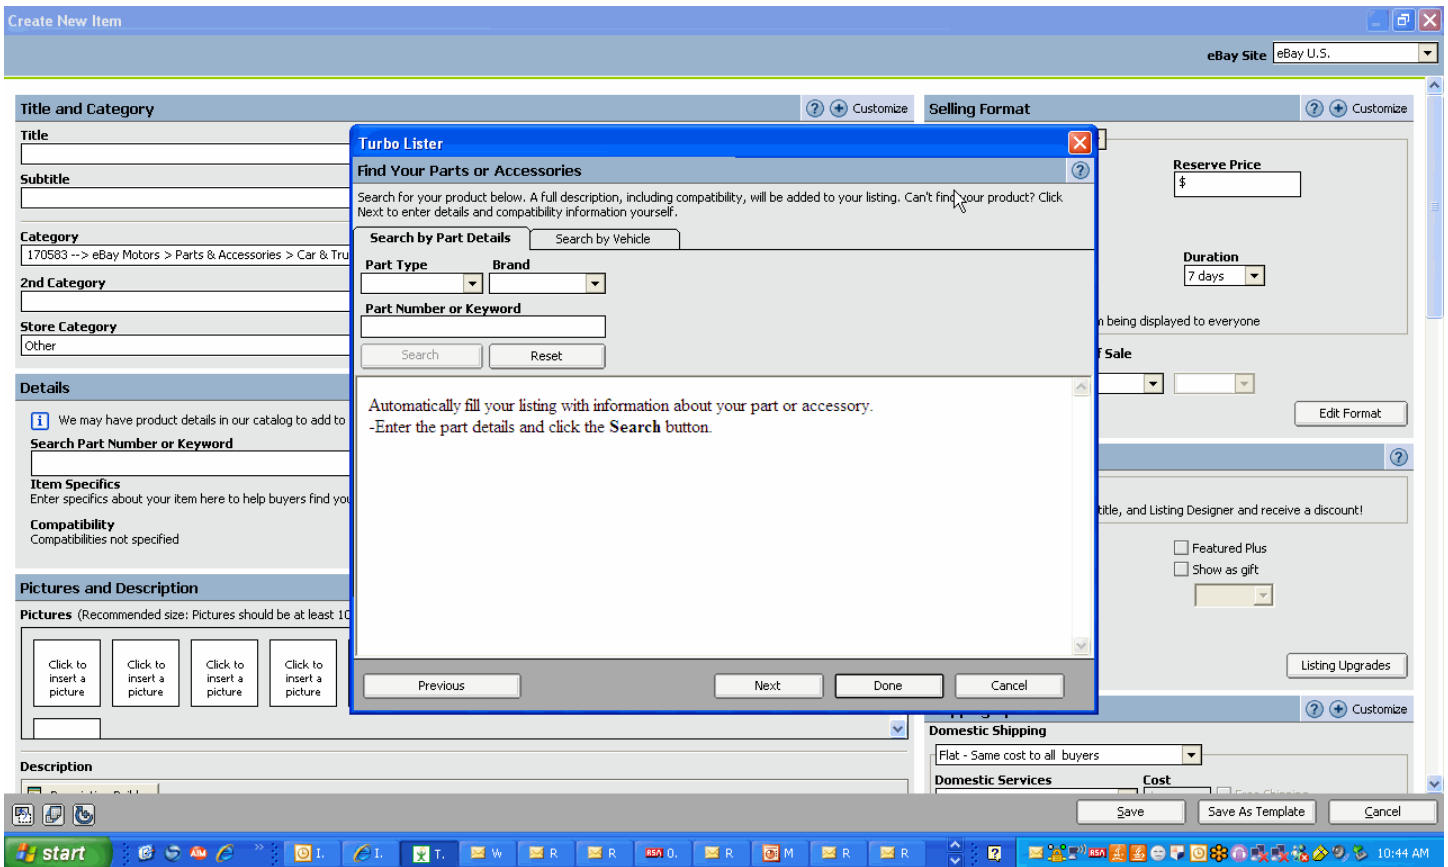 Create New Item
eBay Site eBay U.S.
Title and Category
Customize
Selling Format
Customize
Title
Subtitle
Category
170583 --> eBay Motors > Parts & Accessories > Car & Tru
2nd Category
Store Category
Other
Reserve Price
$
Duration
7 days
being displayed to everyone
Sale
Edit Format
Turbo Lister
Find Your Parts or Accessories
Search for your product below. A full description, including compatibility, will be added to your listing. Can't find your product? Click
Next to enter details and compatibility information yourself.
Search by Part Details
Search by Vehicle
Part Type
Brand
Part Number or Keyword
Search
Reset
Automatically fill your listing with information about your part or accessory.
-Enter the part details and click the Search button.
Previous
Next
Done
Cancel
Details
i We may have product details in our catalog to add to
Search Part Number or Keyword
Item Specifics
Enter specifics about your item here to help buyers find you
Compatibility
Compatibilities not specified
title, and Listing Designer and receive a discount!
Featured Plus
Show as gift
Listing Upgrades
Pictures and Description
Pictures (Recommended size: Pictures should be at least 10
Click to
insert a
picture
Click to
insert a
picture
Click to
insert a
picture
Click to
insert a
picture
Description
Customize
Domestic Shipping
Flat - Same cost to all buyers
Domestic Services
Cost
Save
Save As Template
Cancel
start
I.
I.
T.
W
R
R
0.
R
M
R
R
10:44 AM